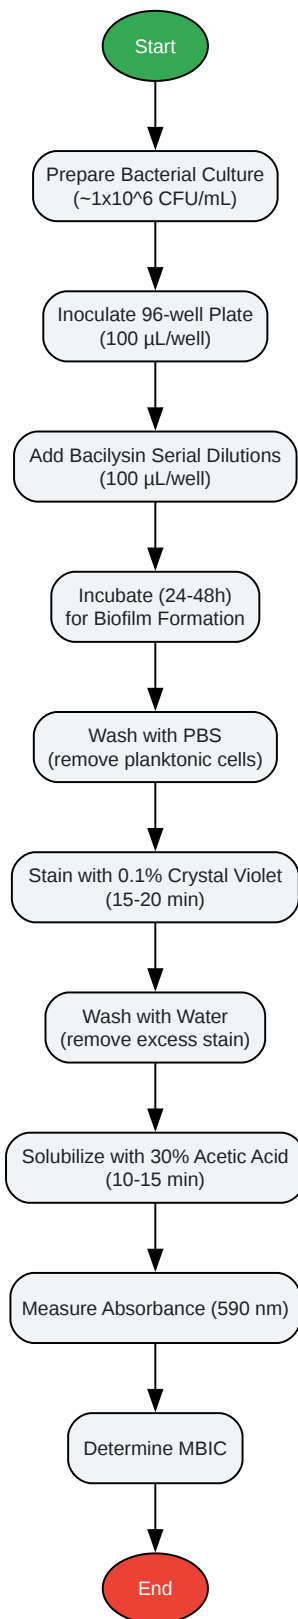 Start
Prepare Bacterial Culture
(~1x10^6 CFU/mL)
Inoculate 96-well Plate
(100 µL/well)
Add Bacilysin Serial Dilutions
(100 µL/well)
Incubate (24-48h)
for Biofilm Formation
Wash with PBS
(remove planktonic cells)
Stain with 0.1% Crystal Violet
(15-20 min)
Wash with Water
(remove excess stain)
Solubilize with 30% Acetic Acid
(10-15 min)
Measure Absorbance (590 nm)
Determine MBIC
End